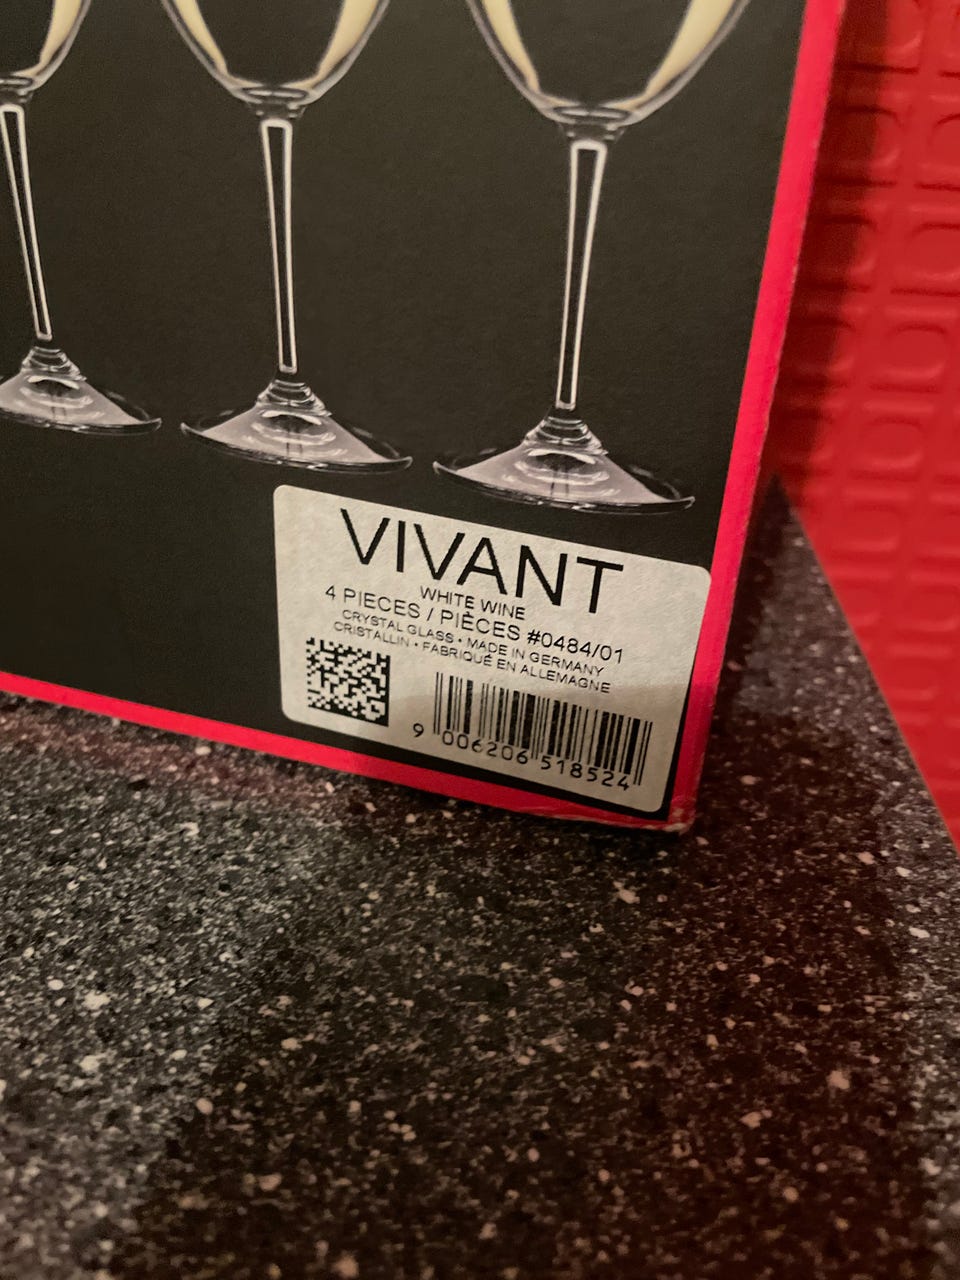 VIVANT
WHITE WINE
4 PIECES / PIÈCES #0484/01
CRYSTAL GLASS • MADE IN GERMANY
CRISTALLIN • FABRIQUÉ EN ALLEMAGNE
9 006206 518524